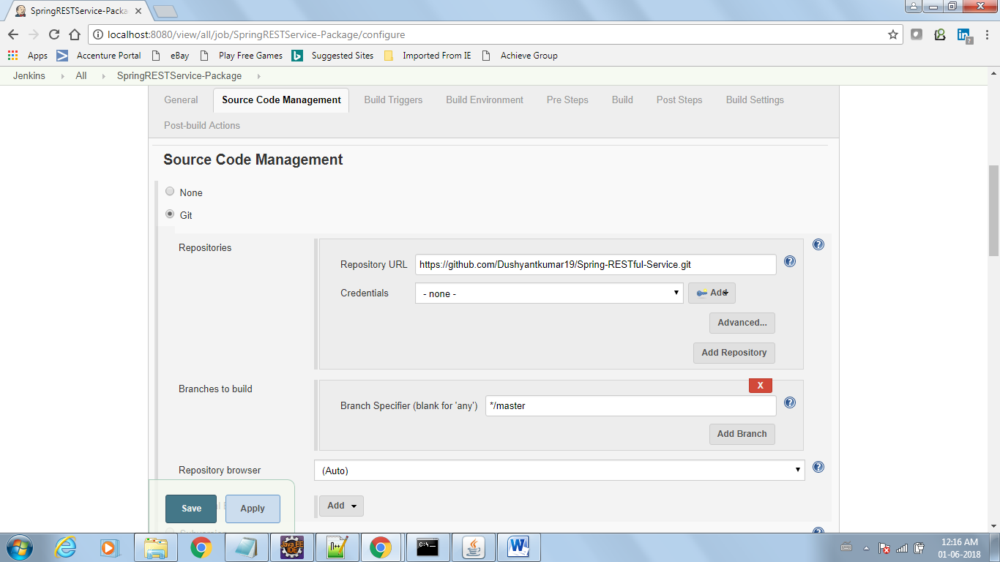 SpringRESTService-Packa
localhost:8080/view/all/job/SpringRESTService-Package/configure
Apps Accenture Portal eBay Play Free Games Suggested Sites Imported From IE Achieve Group
Jenkins All SpringRESTService-Package
General Source Code Management Build Triggers Build Environment Pre Steps Build Post Steps Build Settings
Post-build Actions
Source Code Management
None
Git
Repositories
Repository URL https://github.com/Dushyantkumar19/Spring-RESTful-Service.git
Credentials - none - Add
Advanced...
Add Repository
Branches to build
X
Branch Specifier (blank for 'any') */master
Add Branch
Repository browser (Auto)
Save Apply Add
Subversion
Java EE
IDE
12:16 AM
01-06-2018